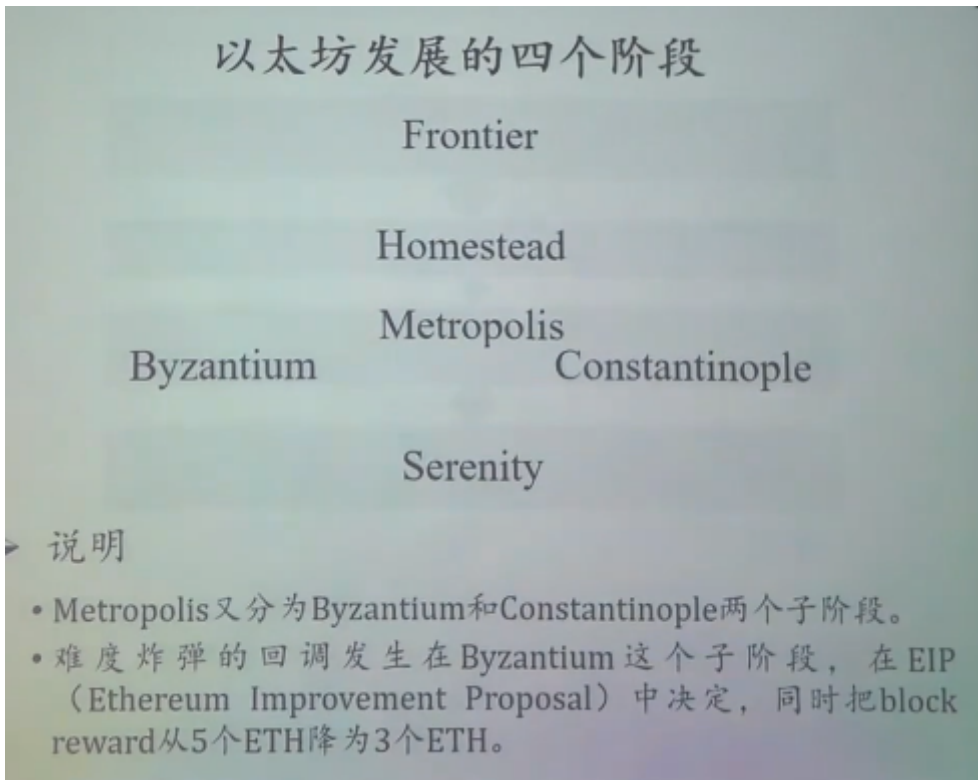 以太坊发展的四个阶段
Frontier
Homestead
Metropolis
Byzantium Constantinople
Serenity
➢ 说明
• Metropolis又分为Byzantium和Constantinople两个子阶段。
• 难度炸弹的回调发生在Byzantium这个子阶段，在EIP
（Ethereum Improvement Proposal）中决定，同时把block
reward从5个ETH降为3个ETH。